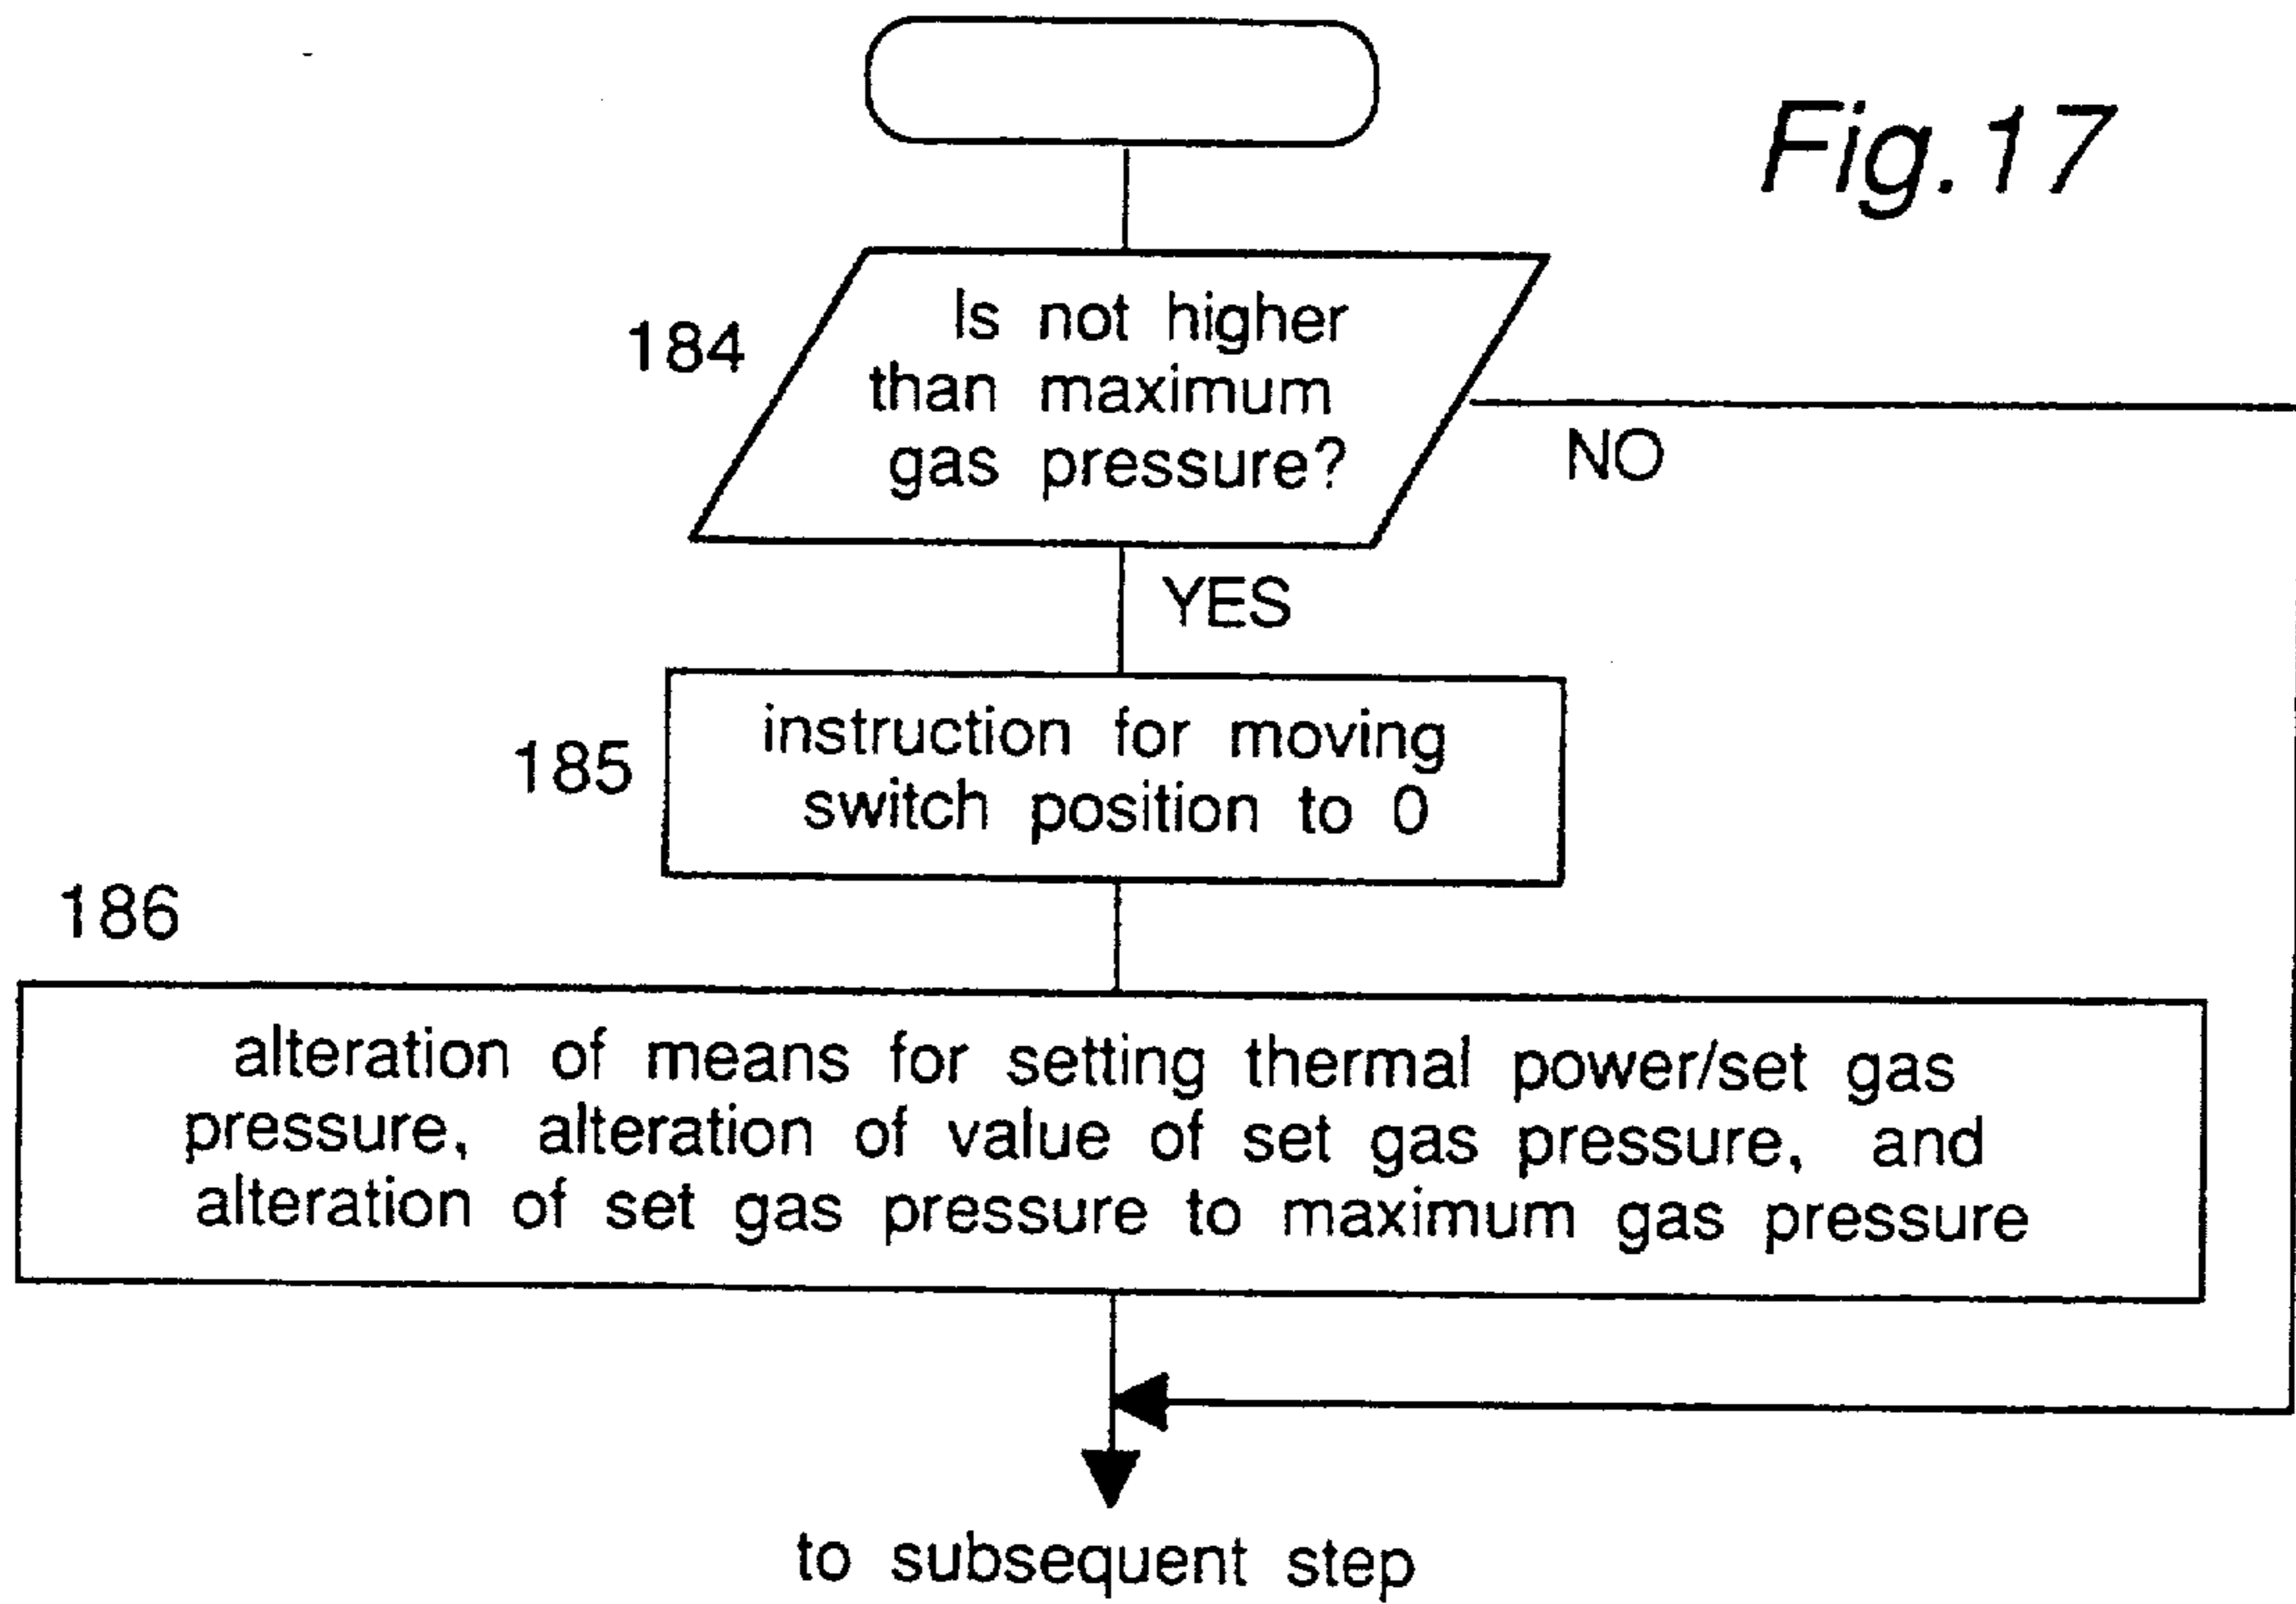 Fig.17
184
Is not higher
than maximum
gas pressure?
NO
YES
185
instruction for moving
switch position to 0
186
alteration of means for setting thermal power/set gas
pressure, alteration of value of set gas pressure, and
alteration of set gas pressure to maximum gas pressure
to subsequent step